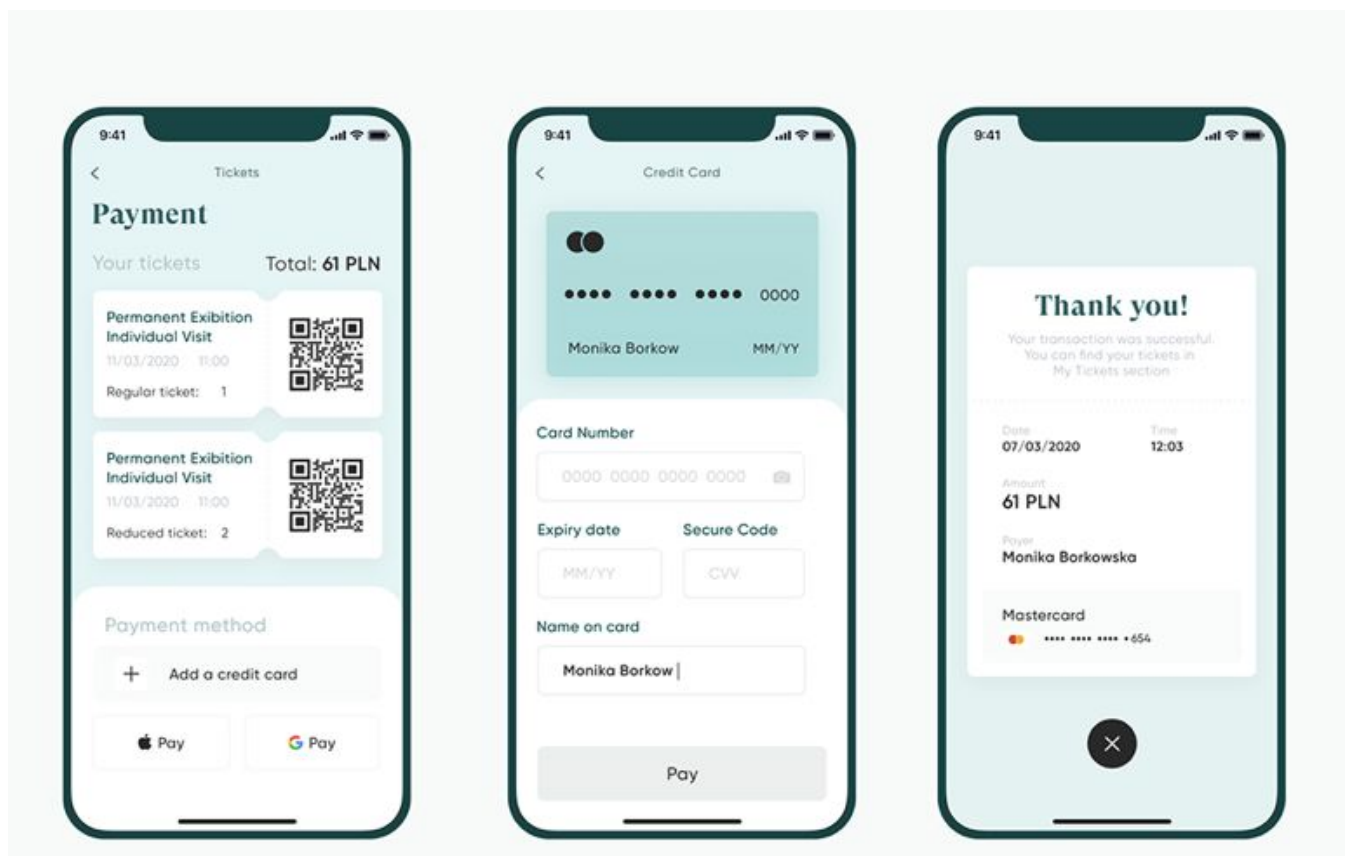 9:41
Tickets
Payment
Your tickets
Total: 61 PLN
Permanent Exibition
Individual Visit
11/03/2020 11:00
Regular ticket: 1
Permanent Exibition
Individual Visit
11/03/2020 11:00
Reduced ticket: 2
Payment method
+ Add a credit card
Pay
G Pay
9:41
Credit Card
•••• •••• •••• 0000
Monika Borkow
MM/YY
Card Number
0000 0000 0000 0000
Expiry date
Secure Code
MM/YY
CVV
Name on card
Monika Borkow
Pay
9:41
Thank you!
Your transaction was successful.
You can find your tickets in
My Tickets section
Date
Time
07/03/2020
12:03
Amount
61 PLN
Payer
Monika Borkowska
Mastercard
•••• •••• •••• •654